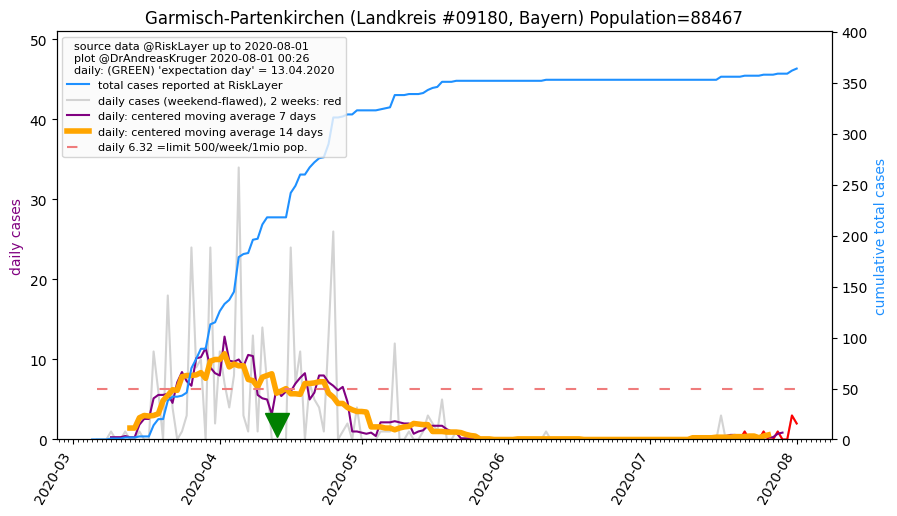 Garmisch-Partenkirchen (Landkreis #09180, Bayern) Population=88467
source data @RiskLayer up to 2020-08-01
plot @DrAndreasKruger 2020-08-01 00:26
daily: (GREEN) 'expectation day' = 13.04.2020
total cases reported at RiskLayer
daily cases (weekend-flawed), 2 weeks: red
daily: centered moving average 7 days
daily: centered moving average 14 days
daily 6.32 =limit 500/week/1mio pop.
daily cases
50
40
30
20
10
0
cumulative total cases
400
350
300
250
200
150
100
50
0
2020-03
2020-04
2020-05
2020-06
2020-07
2020-08